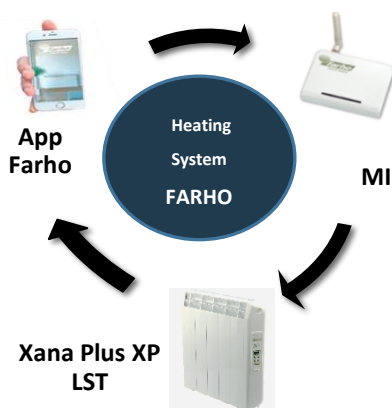 App
Farho
Heating
System
FARHO
MI
Xana Plus XP
LST